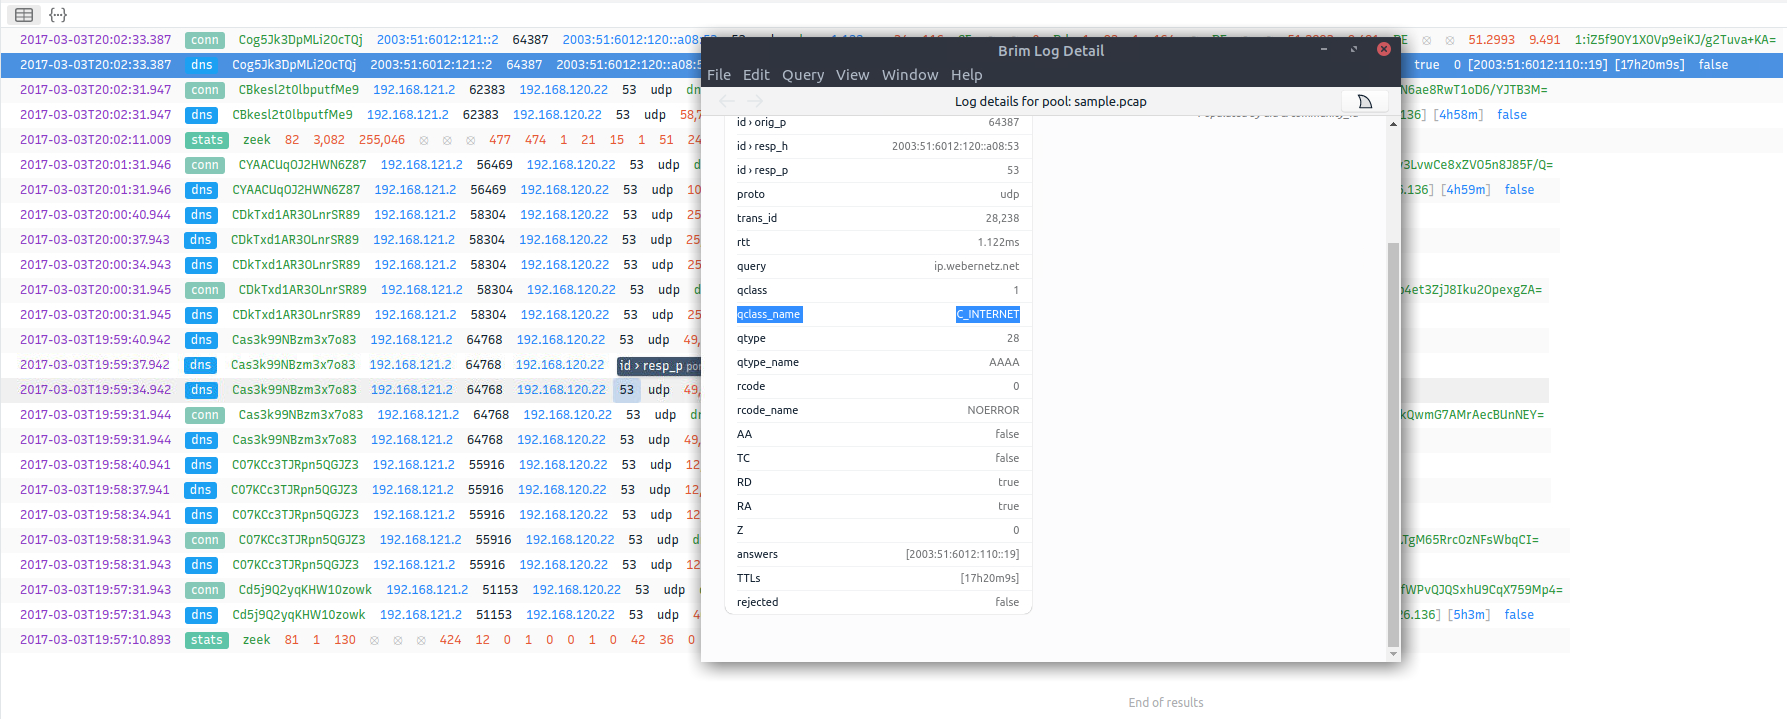 {···}
2017-03-03T20:02:33.387 conn Cog5Jk3DpMLi2OcTQj 2003:51:6012:121::2 64387 2003:51:6012:120::a08:53 51.2993 9.491 1:iZ5f9OY1XOVp9eiKJ/g2Tuva+KA=
2017-03-03T20:02:33.387 dns Cog5Jk3DpMLi2OcTQj 2003:51:6012:121::2 64387 2003:51:6012:120::a08:5 true 0 [2003:51:6012:110::19] [17h20m9s] false
2017-03-03T20:02:31.947 conn CBkesl2t0lbputfMe9 192.168.121.2 62383 192.168.120.22 53 udp dn N6ae8RwT1oD6/YJTB3M=
2017-03-03T20:02:31.947 dns CBkesl2t0lbputfMe9 192.168.121.2 62383 192.168.120.22 53 udp 58,7 .136] [4h58m] false
2017-03-03T20:02:11.009 stats zeek 82 3,082 255,046 ⊗ ⊗ ⊗ 477 474 1 21 15 1 51 24
2017-03-03T20:01:31.946 conn CYAACUqOJ2HWN6Z87 192.168.121.2 56469 192.168.120.22 53 udp d v3LvwCe8xZVO5n8J85F/Q=
2017-03-03T20:01:31.946 dns CYAACUqOJ2HWN6Z87 192.168.121.2 56469 192.168.120.22 53 udp 10 .136] [4h59m] false
2017-03-03T20:00:40.944 dns CDkTxd1AR3OLnrSR89 192.168.121.2 58304 192.168.120.22 53 udp 25
2017-03-03T20:00:37.943 dns CDkTxd1AR3OLnrSR89 192.168.121.2 58304 192.168.120.22 53 udp 25
2017-03-03T20:00:34.943 dns CDkTxd1AR3OLnrSR89 192.168.121.2 58304 192.168.120.22 53 udp 25
2017-03-03T20:00:31.945 conn CDkTxd1AR3OLnrSR89 192.168.121.2 58304 192.168.120.22 53 udp d 4et3ZjJ8Iku2OpexgZA=
2017-03-03T20:00:31.945 dns CDkTxd1AR3OLnrSR89 192.168.121.2 58304 192.168.120.22 53 udp 25
2017-03-03T19:59:40.942 dns Cas3k99NBzm3x7o83 192.168.121.2 64768 192.168.120.22 53 udp 49,
2017-03-03T19:59:37.942 dns Cas3k99NBzm3x7o83 192.168.121.2 64768 192.168.120.22 id › resp_p por
2017-03-03T19:59:34.942 dns Cas3k99NBzm3x7o83 192.168.121.2 64768 192.168.120.22 53 udp 49,
2017-03-03T19:59:31.944 conn Cas3k99NBzm3x7o83 192.168.121.2 64768 192.168.120.22 53 udp dn kQwmG7AMrAecBUnNEY=
2017-03-03T19:59:31.944 dns Cas3k99NBzm3x7o83 192.168.121.2 64768 192.168.120.22 53 udp 49,
2017-03-03T19:58:40.941 dns CO7KCc3TJRpn5QGJZ3 192.168.121.2 55916 192.168.120.22 53 udp 12
2017-03-03T19:58:37.941 dns CO7KCc3TJRpn5QGJZ3 192.168.121.2 55916 192.168.120.22 53 udp 12,
2017-03-03T19:58:34.941 dns CO7KCc3TJRpn5QGJZ3 192.168.121.2 55916 192.168.120.22 53 udp 12
2017-03-03T19:58:31.943 conn CO7KCc3TJRpn5QGJZ3 192.168.121.2 55916 192.168.120.22 53 udp d TgM65RrcOzNFsWbqCI=
2017-03-03T19:58:31.943 dns CO7KCc3TJRpn5QGJZ3 192.168.121.2 55916 192.168.120.22 53 udp 12
2017-03-03T19:57:31.943 conn Cd5j9Q2yqKHW1Ozowk 192.168.121.2 51153 192.168.120.22 53 udp fWPvQJQSxhU9CqX759Mp4=
2017-03-03T19:57:31.943 dns Cd5j9Q2yqKHW1Ozowk 192.168.121.2 51153 192.168.120.22 53 udp 4 26.136] [5h3m] false
2017-03-03T19:57:10.893 stats zeek 81 1 130 ⊗ ⊗ ⊗ 424 12 0 1 0 0 1 0 42 36 0
End of results
Brim Log Detail
File Edit Query View Window Help
Log details for pool: sample.pcap
id › orig_p 64387
id › resp_h 2003:51:6012:120::a08:53
id › resp_p 53
proto udp
trans_id 28,238
rtt 1.122ms
query ip.webernetz.net
qclass 1
qclass_name C_INTERNET
qtype 28
qtype_name AAAA
rcode 0
rcode_name NOERROR
AA false
TC false
RD true
RA true
Z 0
answers [2003:51:6012:110::19]
TTLs [17h20m9s]
rejected false